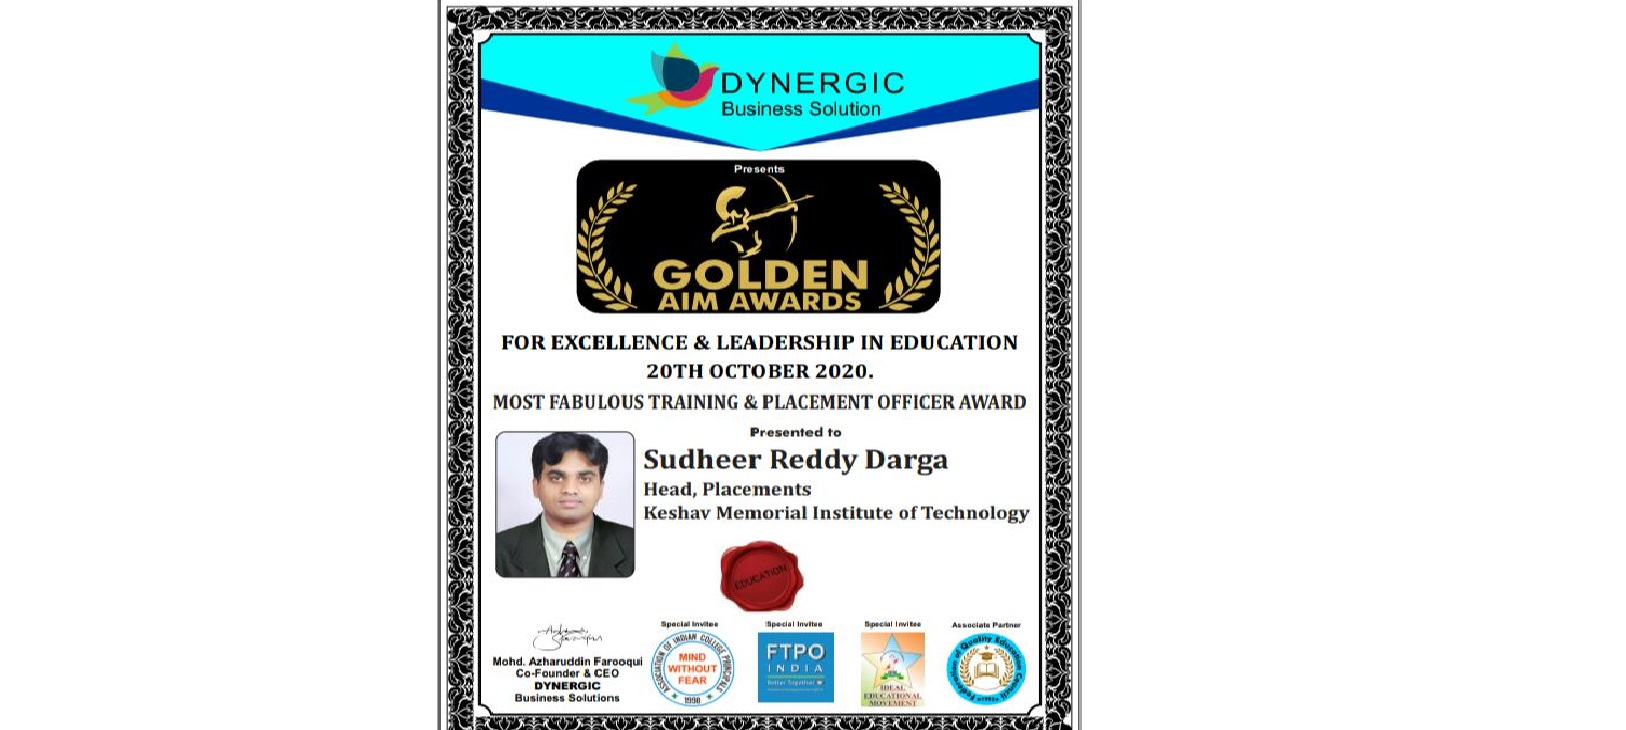 DYNERGIC
Business Solution
Presents
GOLDEN
AIM AWARDS
FOR EXCELLENCE & LEADERSHIP IN EDUCATION
20TH OCTOBER 2020.
MOST FABULOUS TRAINING & PLACEMENT OFFICER AWARD
Presented to
Sudheer Reddy Darga
Head, Placements
Keshav Memorial Institute of Technology
EDUCATION
Mohd. Azharuddin Farooqui
Co-Founder & CEO
DYNERGIC
Business Solutions
Special Invitee
ASSOCIATION OF INDIAN COLLEGE PRINCIPALS
MIND
WITHOUT
FEAR
1998
Special Invitee
FTPO
INDIA
Better Together
Special Invitee
IDEAL
EDUCATIONAL
MOVEMENT
Associate Partner
of Quality Education